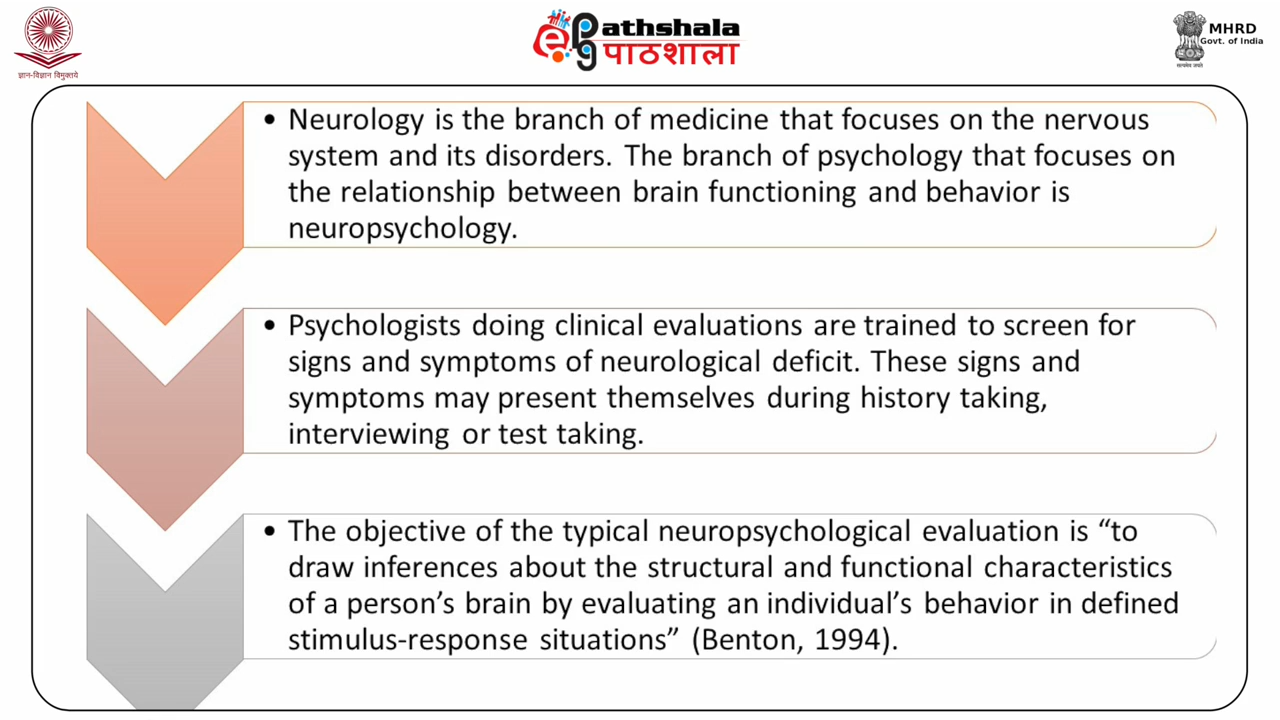 ज्ञान-विज्ञान विमुक्तये
ePG Pathshala
पाठशाला
MHRD
Govt. of India
सत्यमेव जयते
• Neurology is the branch of medicine that focuses on the nervous
system and its disorders. The branch of psychology that focuses on
the relationship between brain functioning and behavior is
neuropsychology.
• Psychologists doing clinical evaluations are trained to screen for
signs and symptoms of neurological deficit. These signs and
symptoms may present themselves during history taking,
interviewing or test taking.
• The objective of the typical neuropsychological evaluation is “to
draw inferences about the structural and functional characteristics
of a person’s brain by evaluating an individual’s behavior in defined
stimulus-response situations” (Benton, 1994).